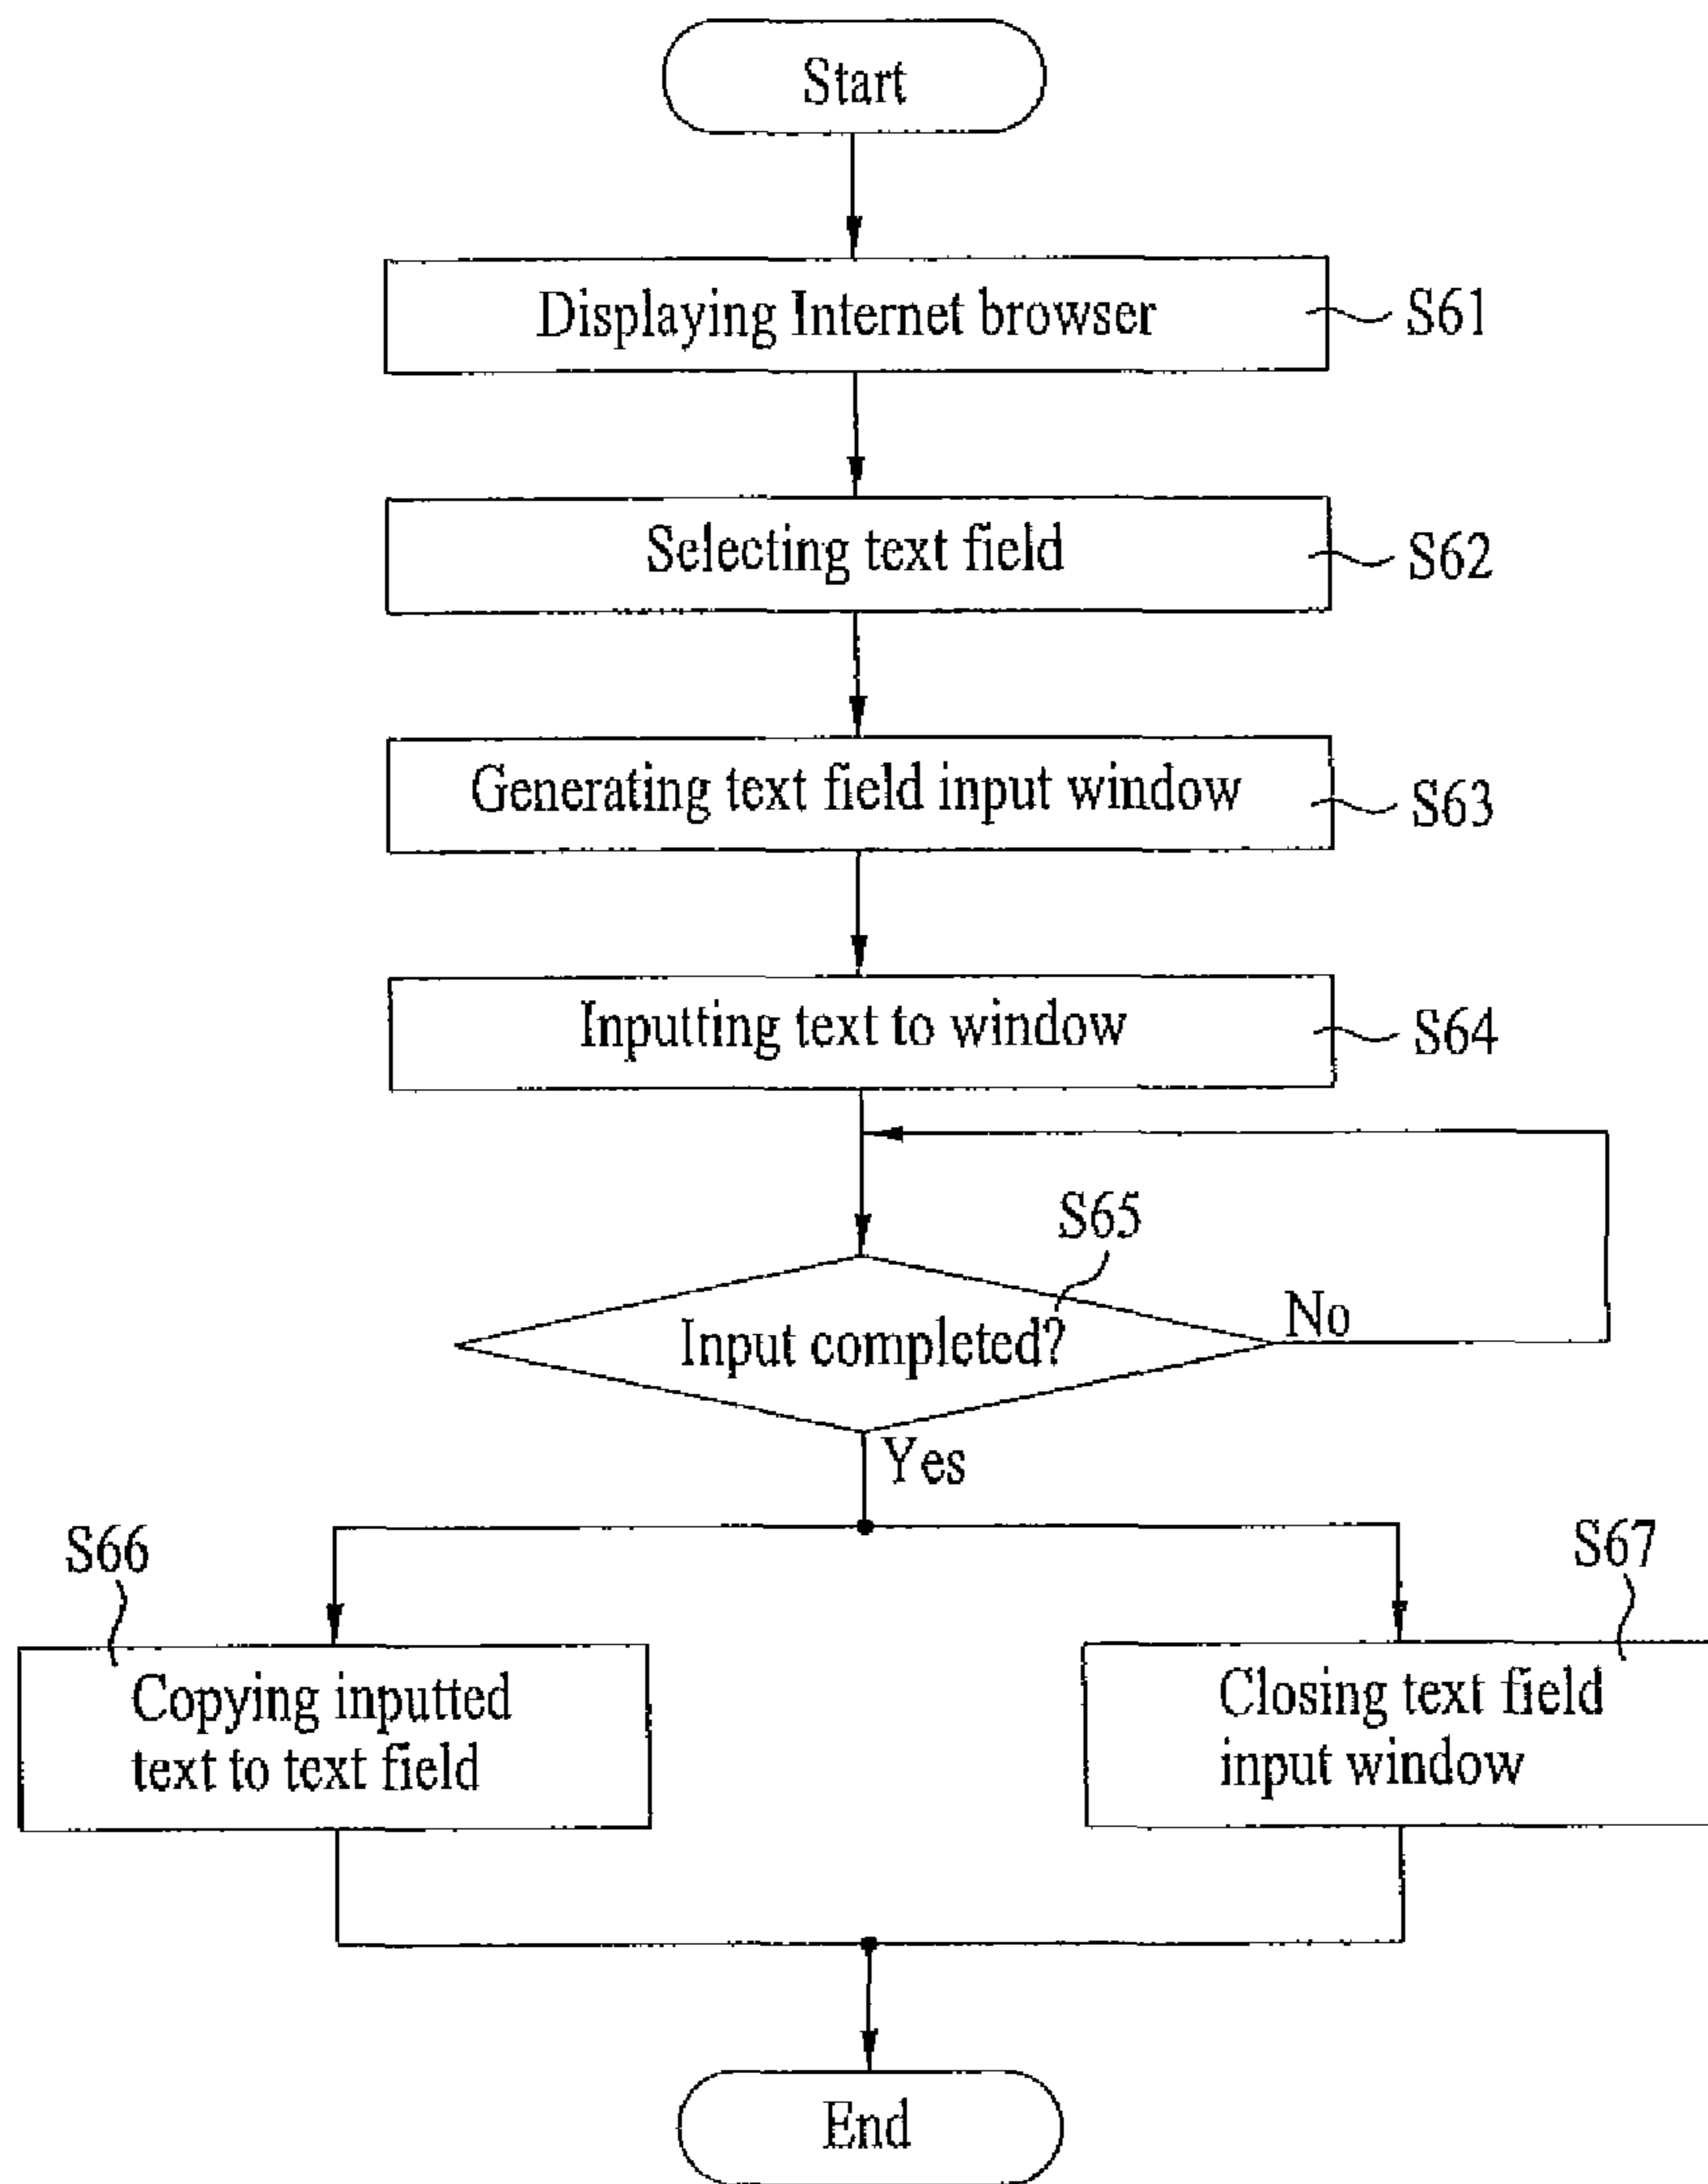 Start
Displaying Internet browser
S61
Selecting text field
S62
Generating text field input window
S63
Inputting text to window
S64
S65
Input completed?
No
Yes
S66
Copying inputted
text to text field
S67
Closing text field
input window
End